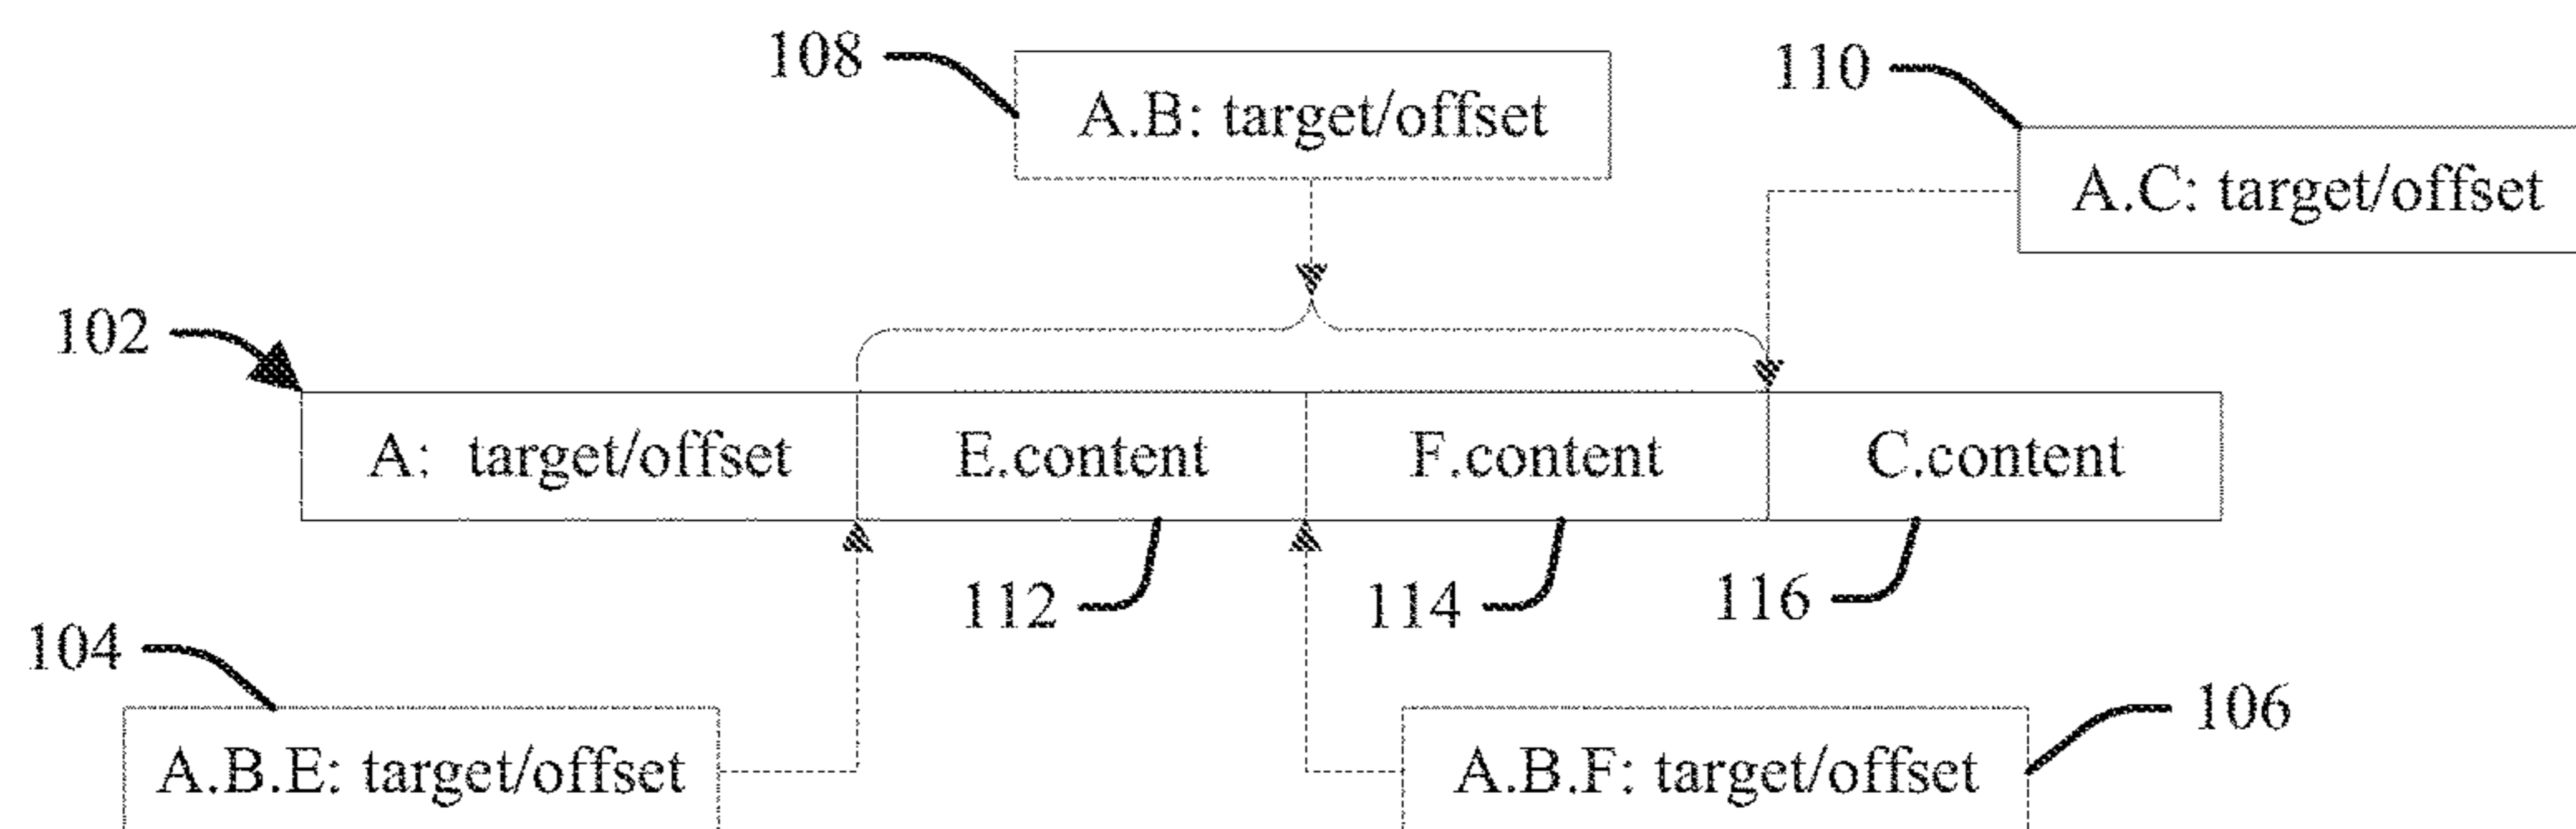 108
A.B: target/offset
110
A.C: target/offset
102
A: target/offset
E.content
F.content
C.content
112
114
116
104
A.B.E: target/offset
106
A.B.F: target/offset